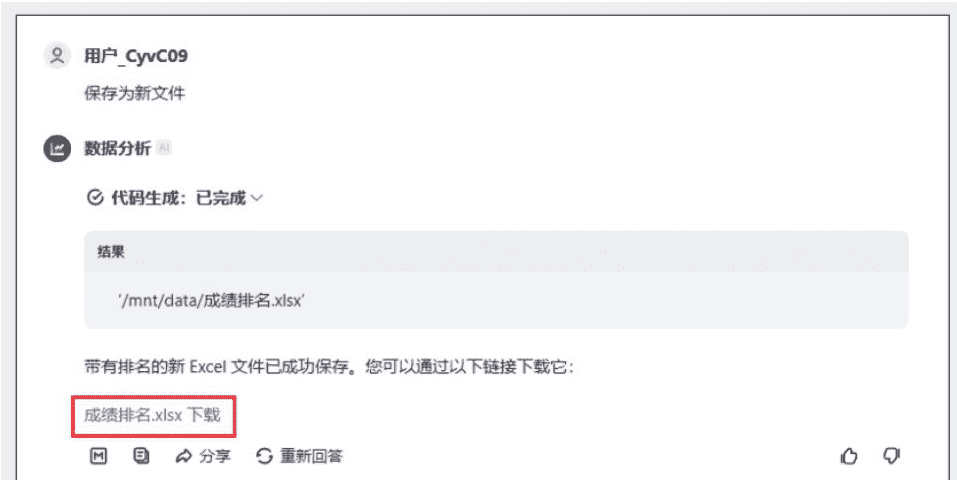 用户_CyvC09
保存为新文件
数据分析 AI
代码生成：已完成
结果
'/mnt/data/成绩排名.xlsx'
带有排名的新 Excel 文件已成功保存。您可以通过以下链接下载它：
成绩排名.xlsx 下载
M 分享 重新回答